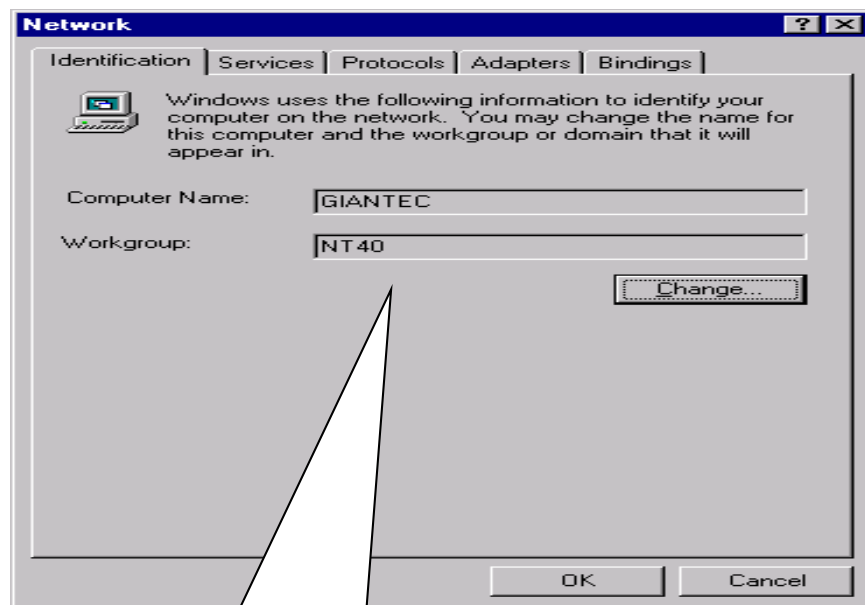 Network
Identification Services Protocols Adapters Bindings
Windows uses the following information to identify your
computer on the network. You may change the name for
this computer and the workgroup or domain that it will
appear in.
Computer Name: GIANTEC
Workgroup: NT40
Change...
OK Cancel